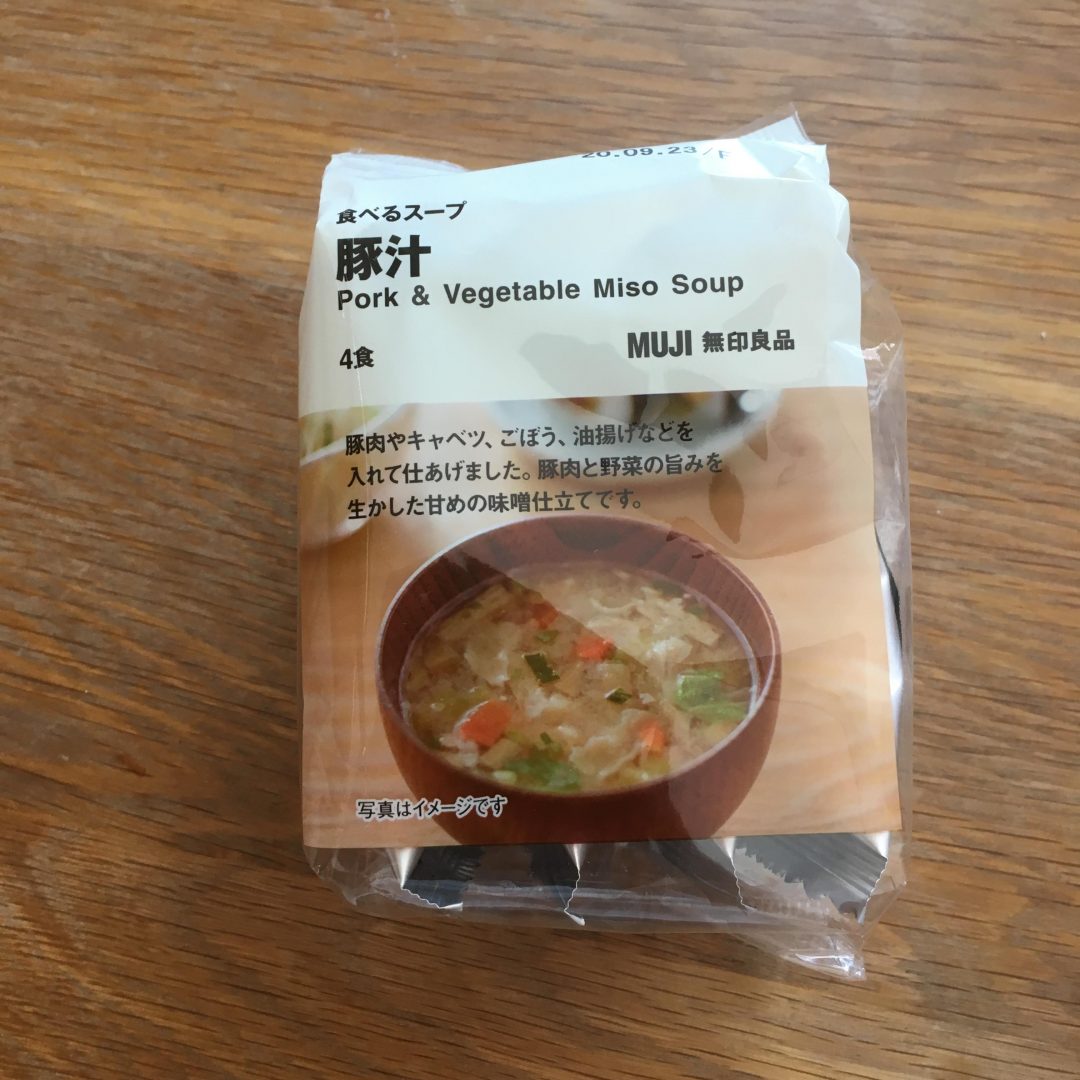 20.09.23/F
食べるスープ
豚汁
Pork & Vegetable Miso Soup
4食
MUJI 無印良品
豚肉やキャベツ、ごぼう、油揚げなどを
入れて仕あげました。豚肉と野菜の旨みを
生かした甘めの味噌仕立てです。
写真はイメージです